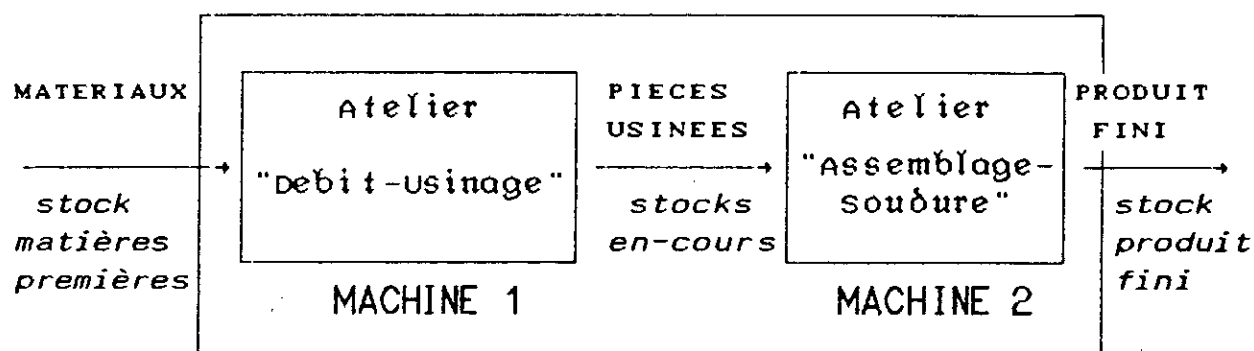 MATERIAUX
stock
matières
premières
Atelier
"Debit-usinage"
MACHINE 1
PIECES
USINEES
stocks
en-cours
Atelier
"Assemblage-
soudure"
MACHINE 2
PRODUIT
FINI
stock
produit
fini